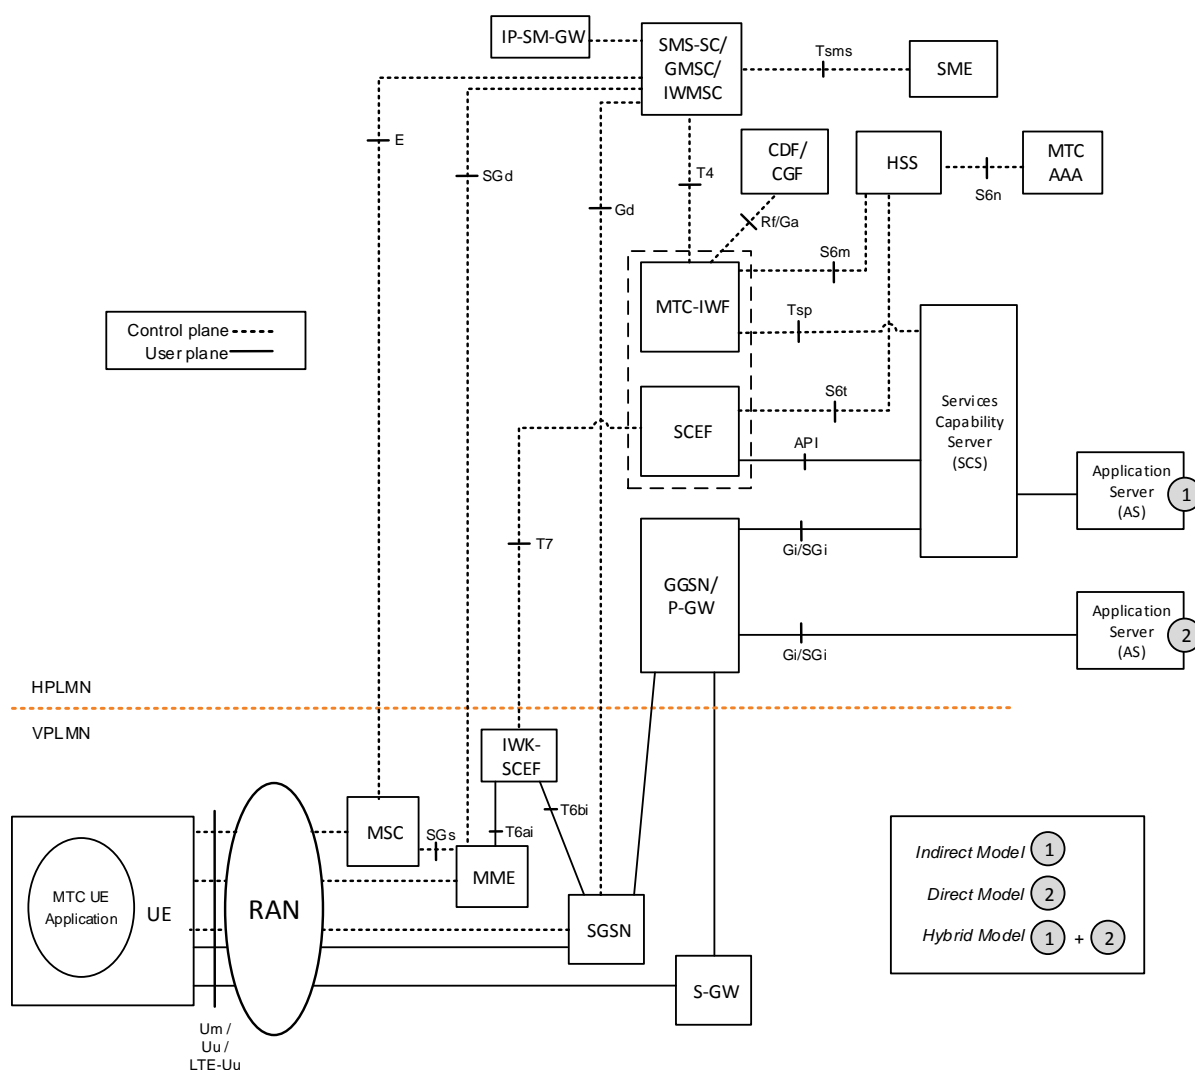 IP-SM-GW
SMS-SC/
GMSC/
IWMSC
Tsms
SME
E
SGd
Gd
T4
CDF/
CGF
HSS
S6n
MTC
AAA
Rf/Ga
S6m
MTC-IWF
Tsp
Control plane
User plane
S6t
SCEF
API
Services
Capability
Server
(SCS)
Application
Server
(AS)
1
T7
Gi/SGi
GGSN/
P-GW
Application
Server
(AS)
2
Gi/SGi
HPLMN
VPLMN
IWK-
SCEF
T6bi
MSC
SGs
T6ai
MME
MTC UE
Application
UE
RAN
SGSN
S-GW
Um /
Uu /
LTE-Uu
Indirect Model 1
Direct Model 2
Hybrid Model 1 + 2